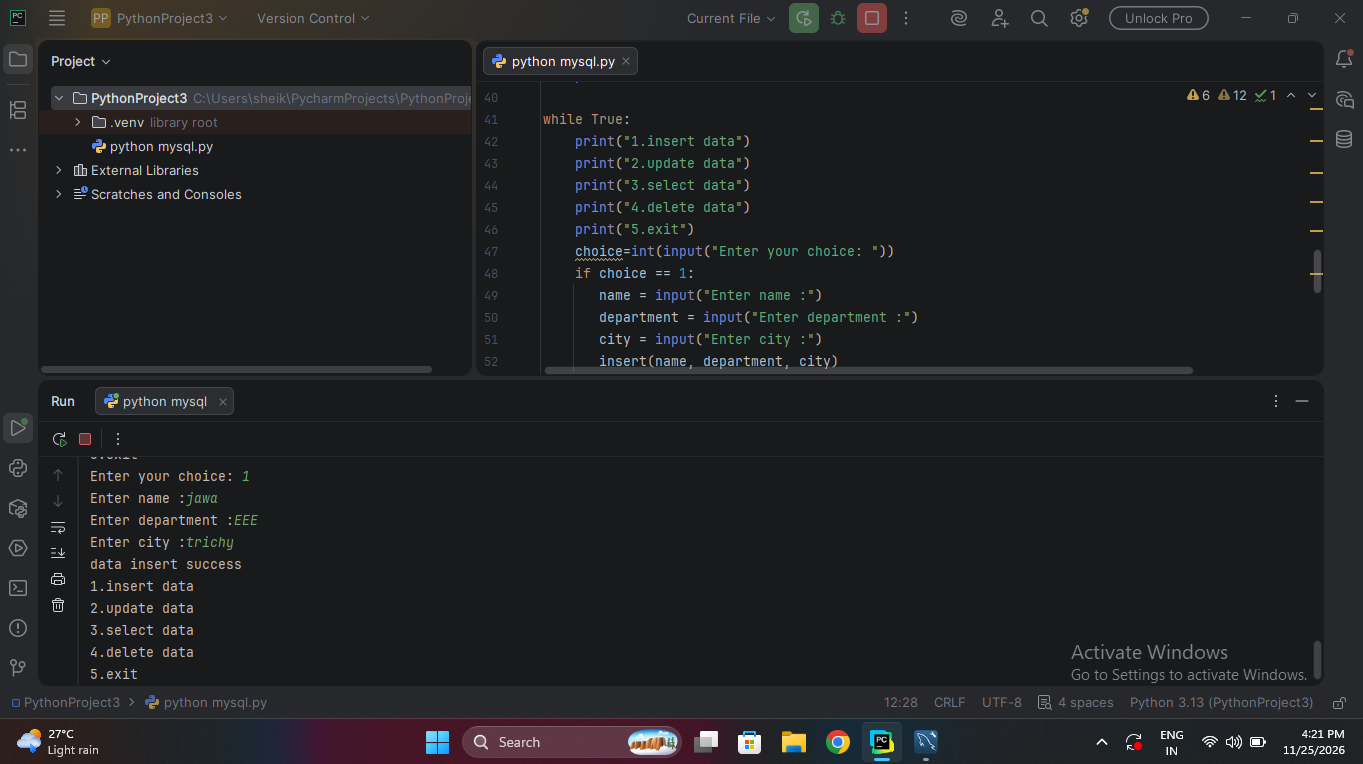 PC
PP PythonProject3
Version Control
Current File
Unlock Pro
Project
PythonProject3 C:\Users\sheik\PycharmProjects\PythonProje
.venv library root
python mysql.py
External Libraries
Scratches and Consoles
python mysql.py
6 12 1
40
41 while True:
42 print("1.insert data")
43 print("2.update data")
44 print("3.select data")
45 print("4.delete data")
46 print("5.exit")
47 choice=int(input("Enter your choice: "))
48 if choice == 1:
49 name = input("Enter name :")
50 department = input("Enter department :")
51 city = input("Enter city :")
52 insert(name, department, city)
Run
python mysql
5.exit
Enter your choice: 1
Enter name :jawa
Enter department :EEE
Enter city :trichy
data insert success
1.insert data
2.update data
3.select data
4.delete data
5.exit
Activate Windows
Go to Settings to activate Windows.
PythonProject3 > python mysql.py
12:28 CRLF UTF-8 4 spaces Python 3.13 (PythonProject3)
27°C
Light rain
Search
PC
ENG
IN
4:21 PM
11/25/2026